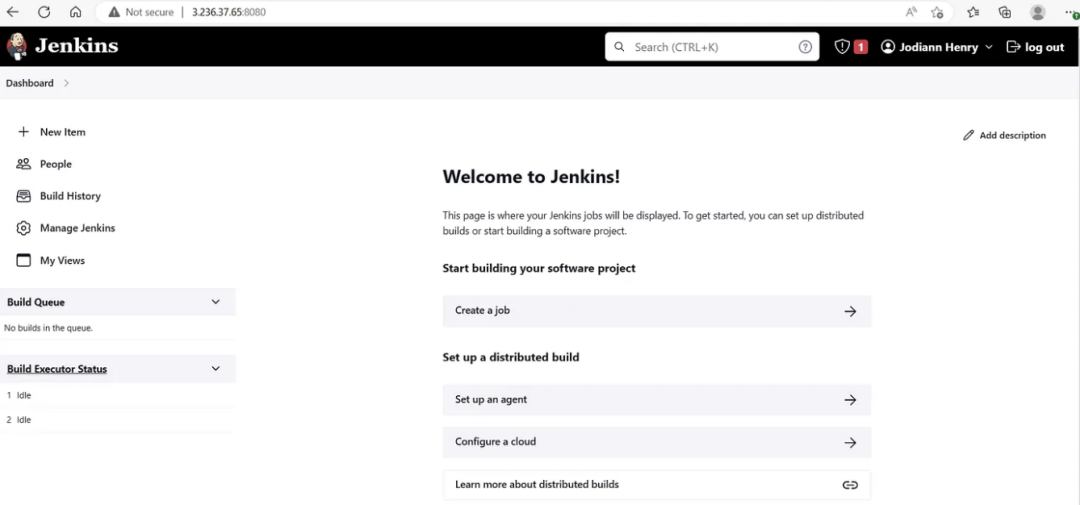 Not secure | 3.236.37.65:8080
Jenkins
Search (CTRL+K)
1
Jodiann Henry
log out
Dashboard
New Item
People
Build History
Manage Jenkins
My Views
Build Queue
No builds in the queue.
Build Executor Status
1 Idle
2 Idle
Add description
Welcome to Jenkins!
This page is where your Jenkins jobs will be displayed. To get started, you can set up distributed
builds or start building a software project.
Start building your software project
Create a job
Set up a distributed build
Set up an agent
Configure a cloud
Learn more about distributed builds